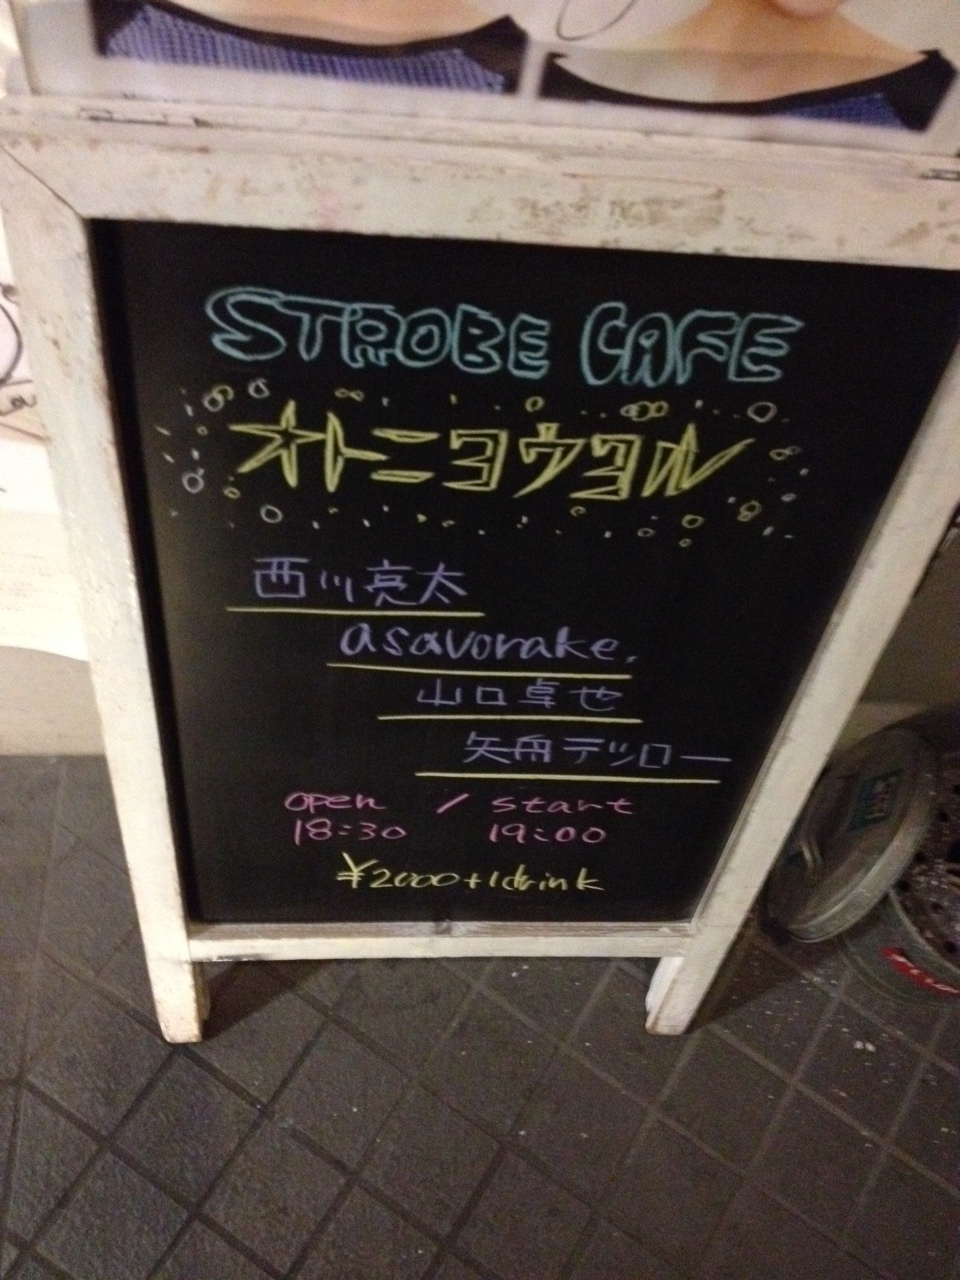 STROBE CAFE
オトニヨウヨル
西川亮太
asavorake.
山口卓也
矢舟テツロー
open / start
18:30 19:00
¥2000+1drink